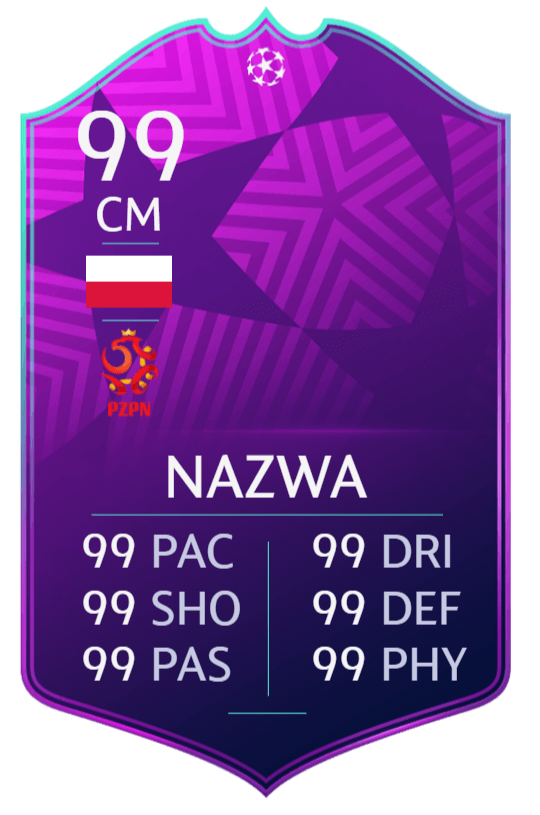 99
CM
PZPN
NAZWA
99 PAC
99 DRI
99 SHO
99 DEF
99 PAS
99 PHY